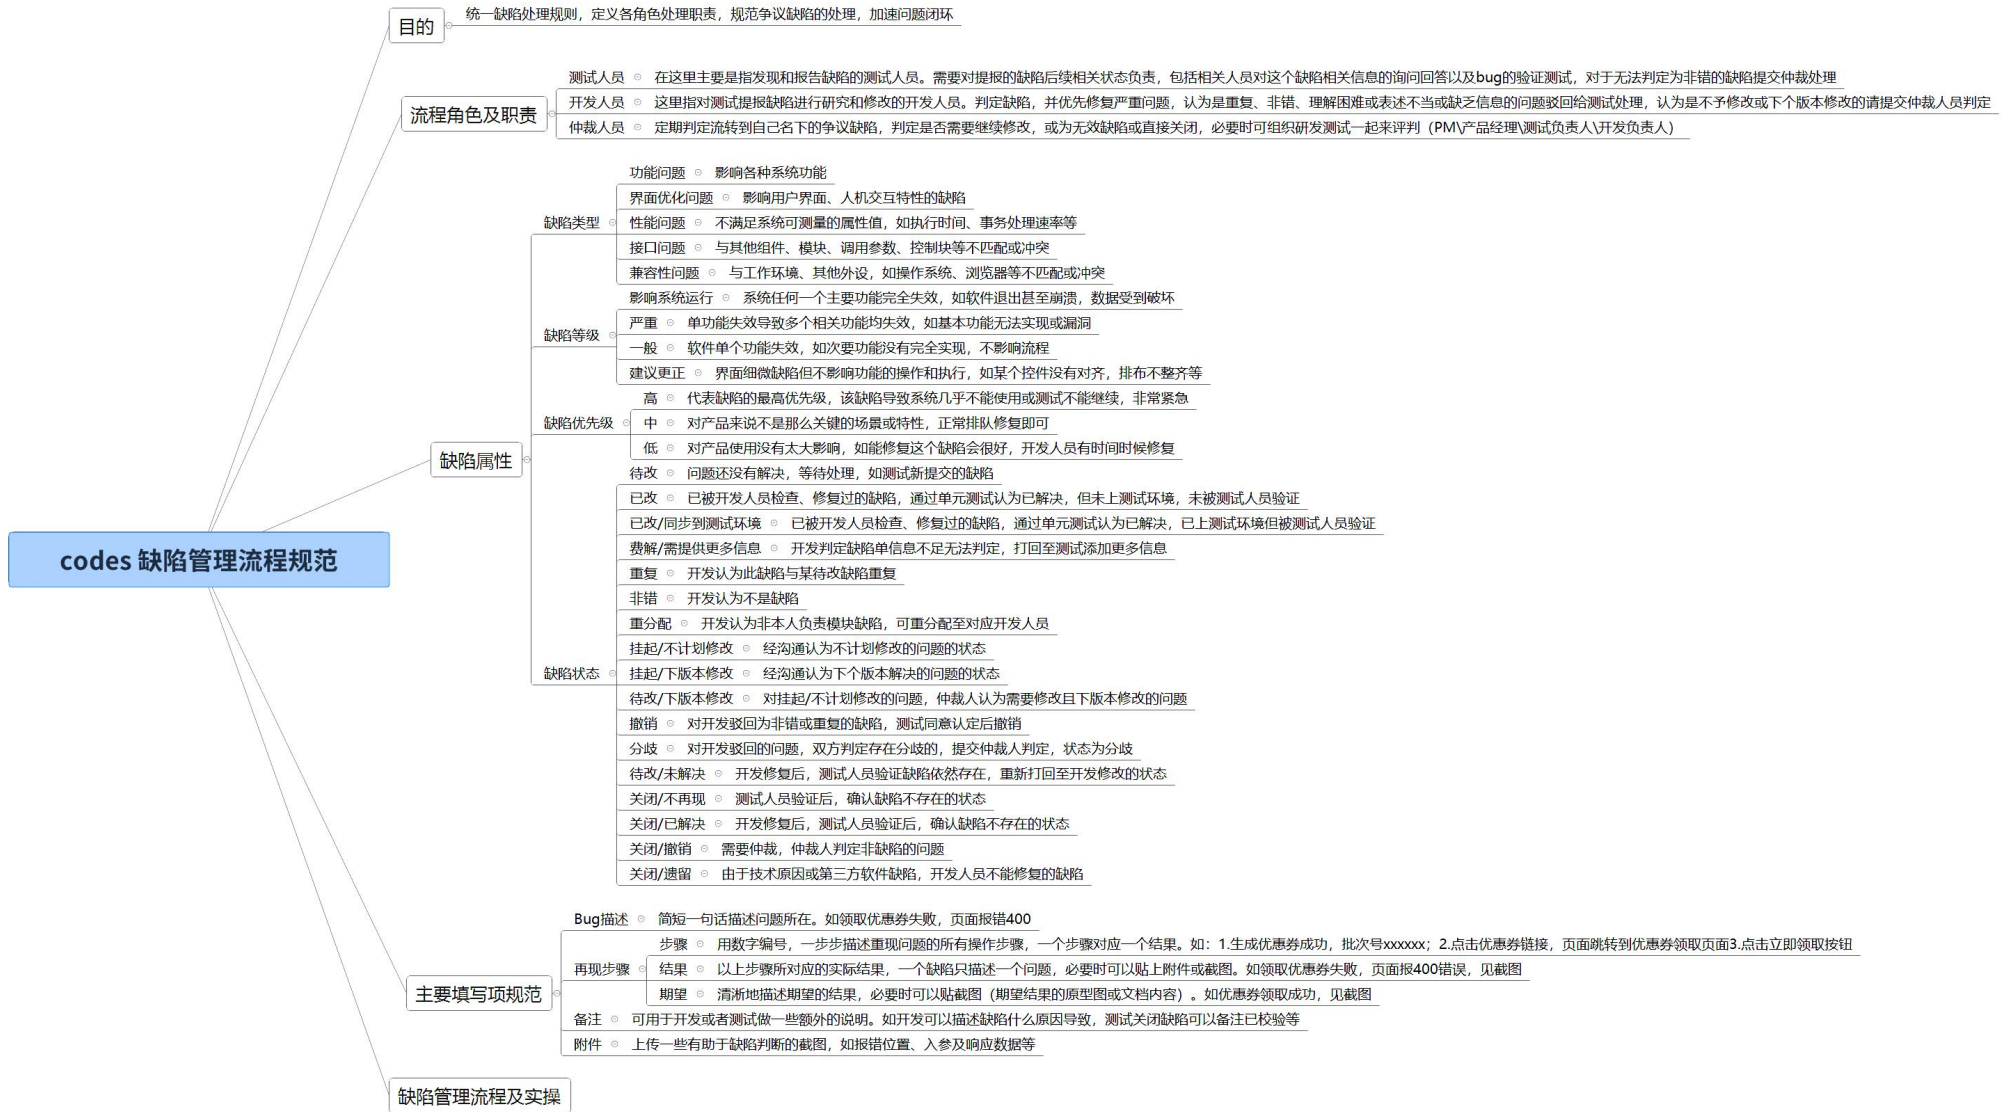 codes 缺陷管理流程规范
目的
统一缺陷处理规则，定义各角色处理职责，规范争议缺陷的处理，加速问题闭环
流程角色及职责
测试人员 在这里主要是指发现和报告缺陷的测试人员。需要对提报的缺陷后续相关状态负责，包括相关人员对这个缺陷相关信息的询问回答以及bug的验证测试，对于无法判定为非错的缺陷提交仲裁处理
开发人员 这里指对测试提报缺陷进行研究和修改的开发人员。判定缺陷，并优先修复严重问题，认为是重复、非错、理解困难或表述不当或缺乏信息的问题驳回给测试处理，认为是不予修改或下个版本修改的请提交仲裁人员判定
仲裁人员 定期判定流转到自己名下的争议缺陷，判定是否需要继续修改，或为无效缺陷或直接关闭，必要时可组织研发测试一起来评判（PM\产品经理\测试负责人\开发负责人）
缺陷属性
缺陷类型
功能问题 影响各种系统功能
界面优化问题 影响用户界面、人机交互特性的缺陷
性能问题 不满足系统可测量的属性值，如执行时间、事务处理速率等
接口问题 与其他组件、模块、调用参数、控制块等不匹配或冲突
兼容性问题 与工作环境、其他外设，如操作系统、浏览器等不匹配或冲突
缺陷等级
影响系统运行 系统任何一个主要功能完全失效，如软件退出甚至崩溃，数据受到破坏
严重 单功能失效导致多个相关功能均失效，如基本功能无法实现或漏洞
一般 软件单个功能失效，如次要功能没有完全实现，不影响流程
建议更正 界面细微缺陷但不影响功能的操作和执行，如某个控件没有对齐，排布不整齐等
缺陷优先级
高 代表缺陷的最高优先级，该缺陷导致系统几乎不能使用或测试不能继续，非常紧急
中 对产品来说不是那么关键的场景或特性，正常排队修复即可
低 对产品使用没有太大影响，如能修复这个缺陷会很好，开发人员有时间时候修复
缺陷状态
待改 问题还没有解决，等待处理，如测试新提交的缺陷
已改 已被开发人员检查、修复过的缺陷，通过单元测试认为已解决，但未上测试环境，未被测试人员验证
已改/同步到测试环境 已被开发人员检查、修复过的缺陷，通过单元测试认为已解决，已上测试环境但被测试人员验证
费解/需提供更多信息 开发判定缺陷单信息不足无法判定，打回至测试添加更多信息
重复 开发认为此缺陷与某待改缺陷重复
非错 开发认为不是缺陷
重分配 开发认为非本人负责模块缺陷，可重分配至对应开发人员
挂起/不计划修改 经沟通认为不计划修改的问题的状态
挂起/下版本修改 经沟通认为下个版本解决的问题的状态
待改/下版本修改 对挂起/不计划修改的问题，仲裁人认为需要修改且下版本修改的问题
撤销 对开发驳回为非错或重复的缺陷，测试同意认定后撤销
分歧 对开发驳回的问题，双方判定存在分歧的，提交仲裁人判定，状态为分歧
待改/未解决 开发修复后，测试人员验证缺陷依然存在，重新打回至开发修改的状态
关闭/不再现 测试人员验证后，确认缺陷不存在的状态
关闭/已解决 开发修复后，测试人员验证后，确认缺陷不存在的状态
关闭/撤销 需要仲裁，仲裁人判定非缺陷的问题
关闭/遗留 由于技术原因或第三方软件缺陷，开发人员不能修复的缺陷
主要填写项规范
Bug描述 简短一句话描述问题所在。如领取优惠券失败，页面报错400
再现步骤
步骤 用数字编号，一步步描述重现问题的所有操作步骤，一个步骤对应一个结果。如：1.生成优惠券成功，批次号xxxxxx；2.点击优惠券链接，页面跳转到优惠券领取页面3.点击立即领取按钮
结果 以上步骤所对应的实际结果，一个缺陷只描述一个问题，必要时可以贴上附件或截图。如领取优惠券失败，页面报400错误，见截图
期望 清淅地描述期望的结果，必要时可以贴截图（期望结果的原型图或文档内容）。如优惠券领取成功，见截图
备注 可用于开发或者测试做一些额外的说明。如开发可以描述缺陷什么原因导致，测试关闭缺陷可以备注已校验等
附件 上传一些有助于缺陷判断的截图，如报错位置、入参及响应数据等
缺陷管理流程及实操